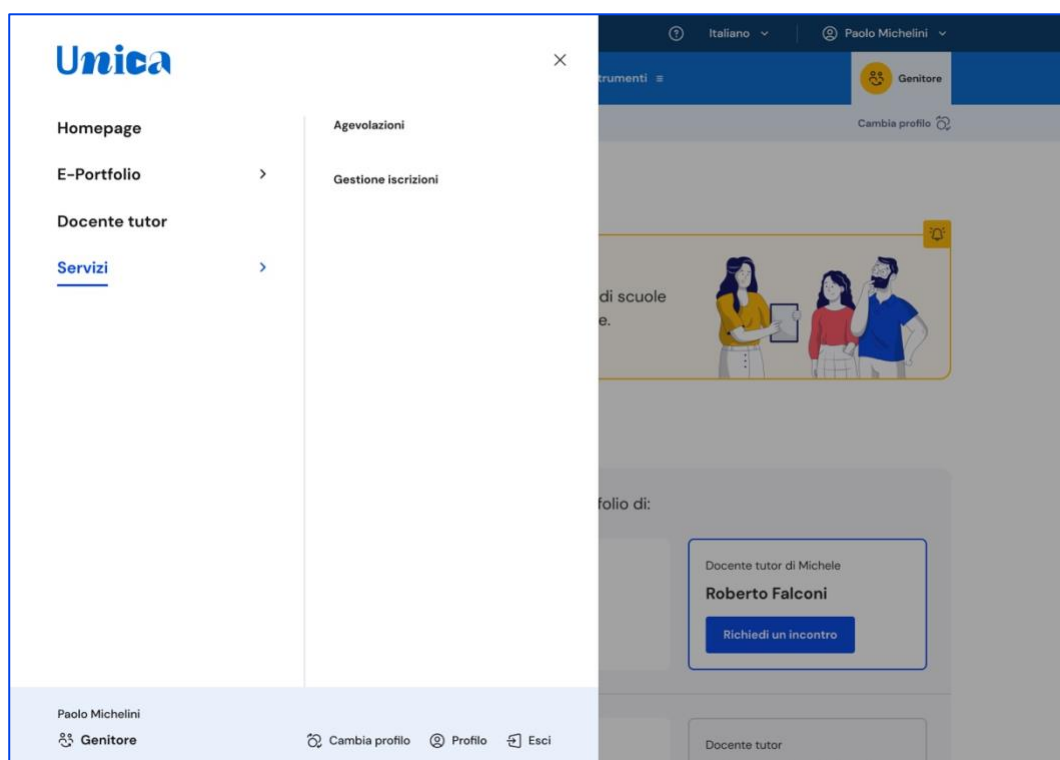 Unica
Homepage
E-Portfolio
Docente tutor
Servizi
Agevolazioni
Gestione iscrizioni
Paolo Michelini
Genitore
Cambia profilo
Profilo
Esci
Italiano
Paolo Michelini
trumenti
Genitore
Cambia profilo
di scuole
e.
folio di:
Docente tutor di Michele
Roberto Falconi
Richiedi un incontro
Docente tutor